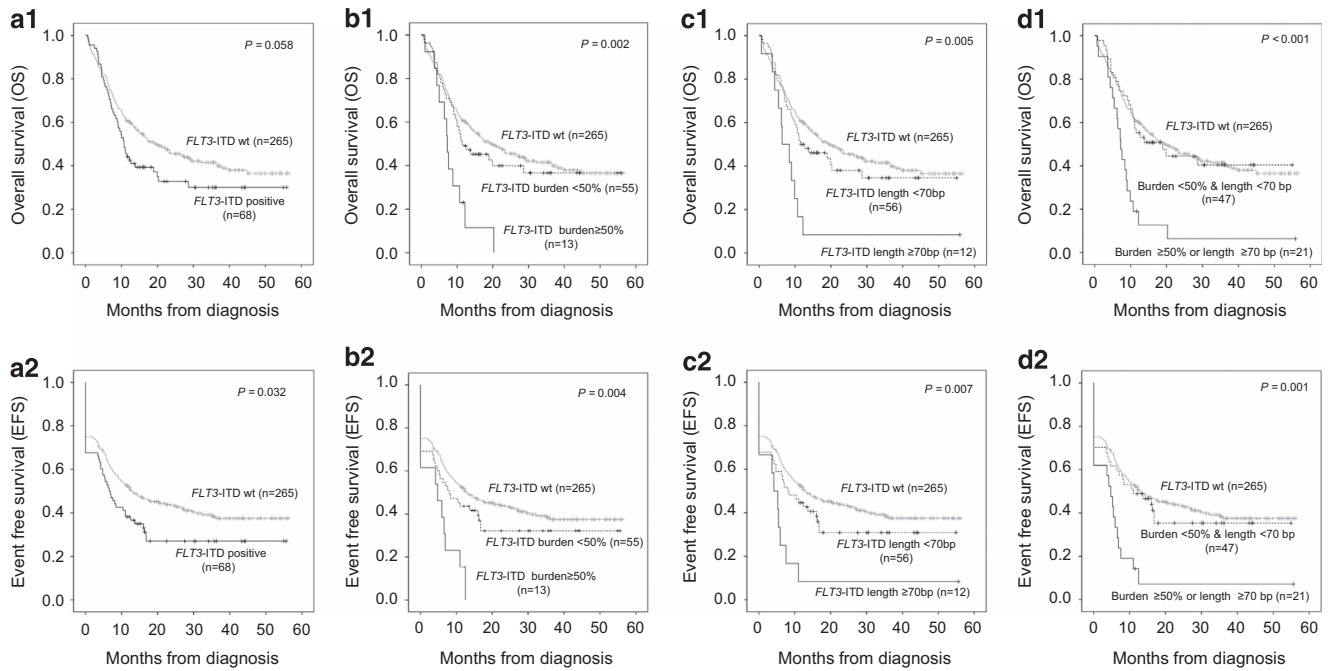 a1
Overall survival (OS)
1.0
0.8
0.6
0.4
0.2
0.0
P = 0.058
FLT3-ITD wt (n=265)
FLT3-ITD positive
(n=68)
0 10 20 30 40 50 60
Months from diagnosis
b1
Overall survival (OS)
1.0
0.8
0.6
0.4
0.2
0.0
P = 0.002
FLT3-ITD wt (n=265)
FLT3-ITD burden <50% (n=55)
FLT3-ITD burden≥50%
(n=13)
0 10 20 30 40 50 60
Months from diagnosis
c1
Overall survival (OS)
1.0
0.8
0.6
0.4
0.2
0.0
P = 0.005
FLT3-ITD wt (n=265)
FLT3-ITD length <70bp
(n=56)
FLT3-ITD length ≥70bp (n=12)
0 10 20 30 40 50 60
Months from diagnosis
d1
Overall survival (OS)
1.0
0.8
0.6
0.4
0.2
0.0
P < 0.001
FLT3-ITD wt (n=265)
Burden <50% & length <70 bp
(n=47)
Burden ≥50% or length ≥70 bp (n=21)
0 10 20 30 40 50 60
Months from diagnosis
a2
Event free survival (EFS)
1.0
0.8
0.6
0.4
0.2
0.0
P = 0.032
FLT3-ITD wt (n=265)
FLT3-ITD positive
(n=68)
0 10 20 30 40 50 60
Months from diagnosis
b2
Event free survival (EFS)
1.0
0.8
0.6
0.4
0.2
0.0
P = 0.004
FLT3-ITD wt (n=265)
FLT3-ITD burden <50% (n=55)
FLT3-ITD burden≥50%
(n=13)
0 10 20 30 40 50 60
Months from diagnosis
c2
Event free survival (EFS)
1.0
0.8
0.6
0.4
0.2
0.0
P = 0.007
FLT3-ITD wt (n=265)
FLT3-ITD length <70bp
(n=56)
FLT3-ITD length ≥70bp (n=12)
0 10 20 30 40 50 60
Months from diagnosis
d2
Event free survival (EFS)
1.0
0.8
0.6
0.4
0.2
0.0
P = 0.001
FLT3-ITD wt (n=265)
Burden <50% & length <70 bp
(n=47)
Burden ≥50% or length ≥70 bp (n=21)
0 10 20 30 40 50 60
Months from diagnosis